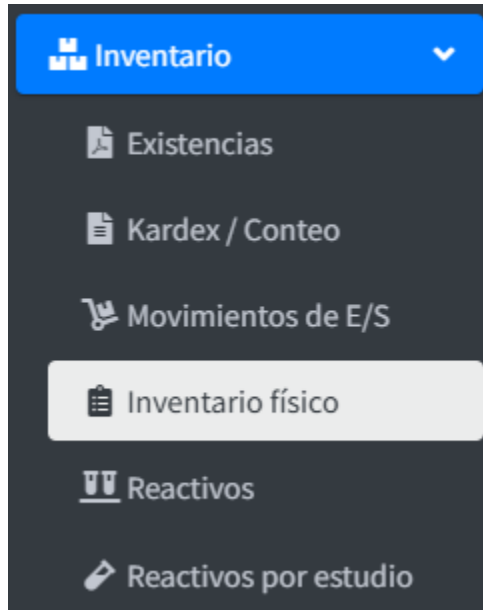 Inventario
Existencias
Kardex / Conteo
Movimientos de E/S
Inventario físico
Reactivos
Reactivos por estudio